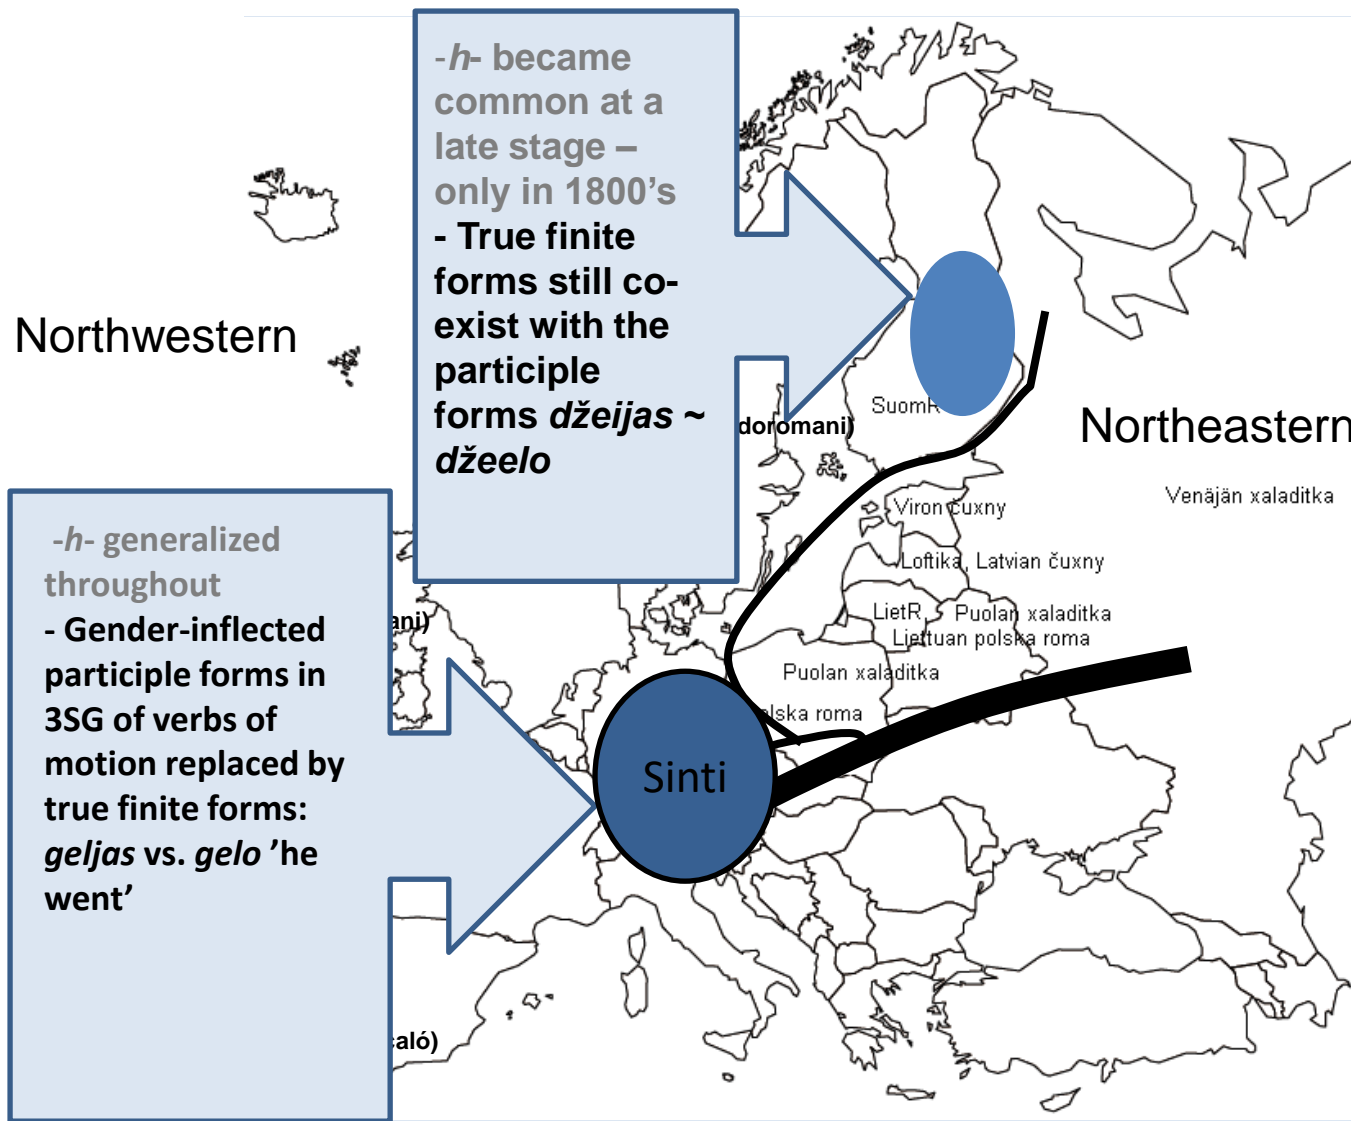 -h- became
common at a
late stage –
only in 1800’s
- True finite
forms still co-
exist with the
participle
forms džeijas ~
džeelo
Northwestern
Northeastern
SuomR
doromani)
Venäjän xaladitka
Viron čuxny
Loftika, Latvian čuxny
LietR
Puolan xaladitka
Liettuan polska roma
Puolan xaladitka
lska roma
Sinti
-h- generalized
throughout
- Gender-inflected
participle forms in
3SG of verbs of
motion replaced by
true finite forms:
geljas vs. gelo ’he
went’
ani)
caló)